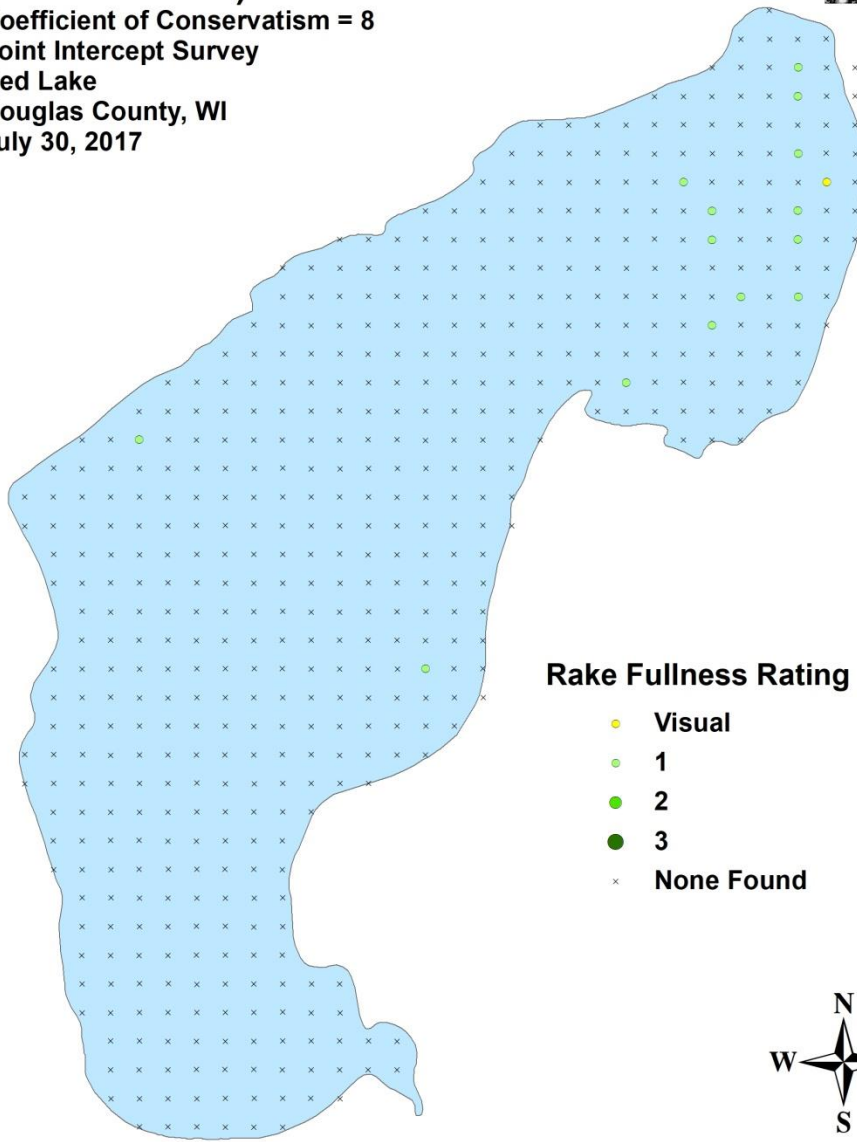 oefficient of Conservatism = 8
oint Intercept Survey
ed Lake
ouglas County, WI
uly 30, 2017
Rake Fullness Rating
Visual
1
2
3
None Found
N
W
S